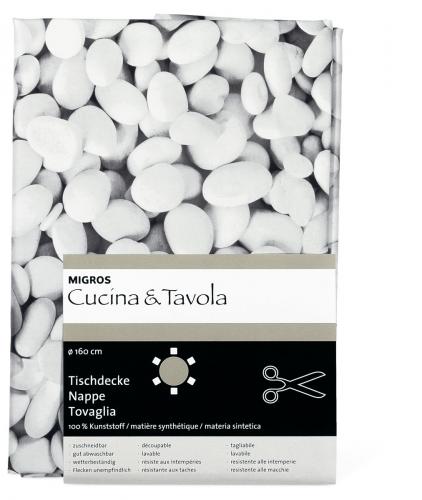 MIGROS
Cucina & Tavola
ø 160 cm
Tischdecke
Nappe
Tovaglia
100 % Kunststoff / matière synthétique / materia sintetica
· zuschneidbar · découpable · tagliabile
· gut abwaschbar · lavable · lavabile
· wetterbeständig · résiste aux intempéries · resistente alle intemperie
· Flecken unempfindlich · résistante aux taches · resistente alle macchie